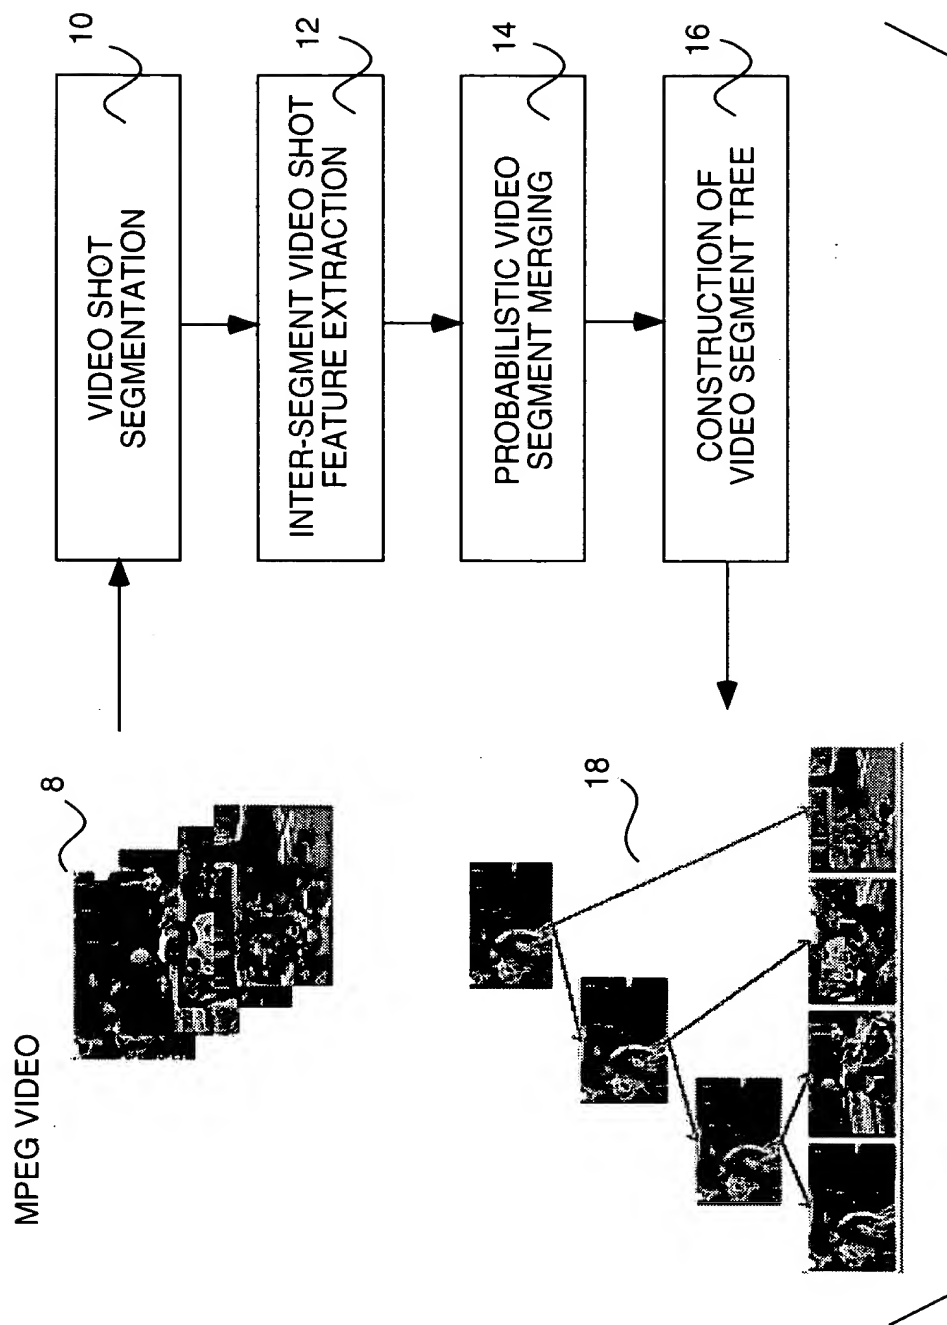 MPEG VIDEO
8
VIDEO SHOT
SEGMENTATION
10
INTER-SEGMENT VIDEO SHOT
FEATURE EXTRACTION
12
PROBABILISTIC VIDEO
SEGMENT MERGING
14
CONSTRUCTION OF
VIDEO SEGMENT TREE
16
18